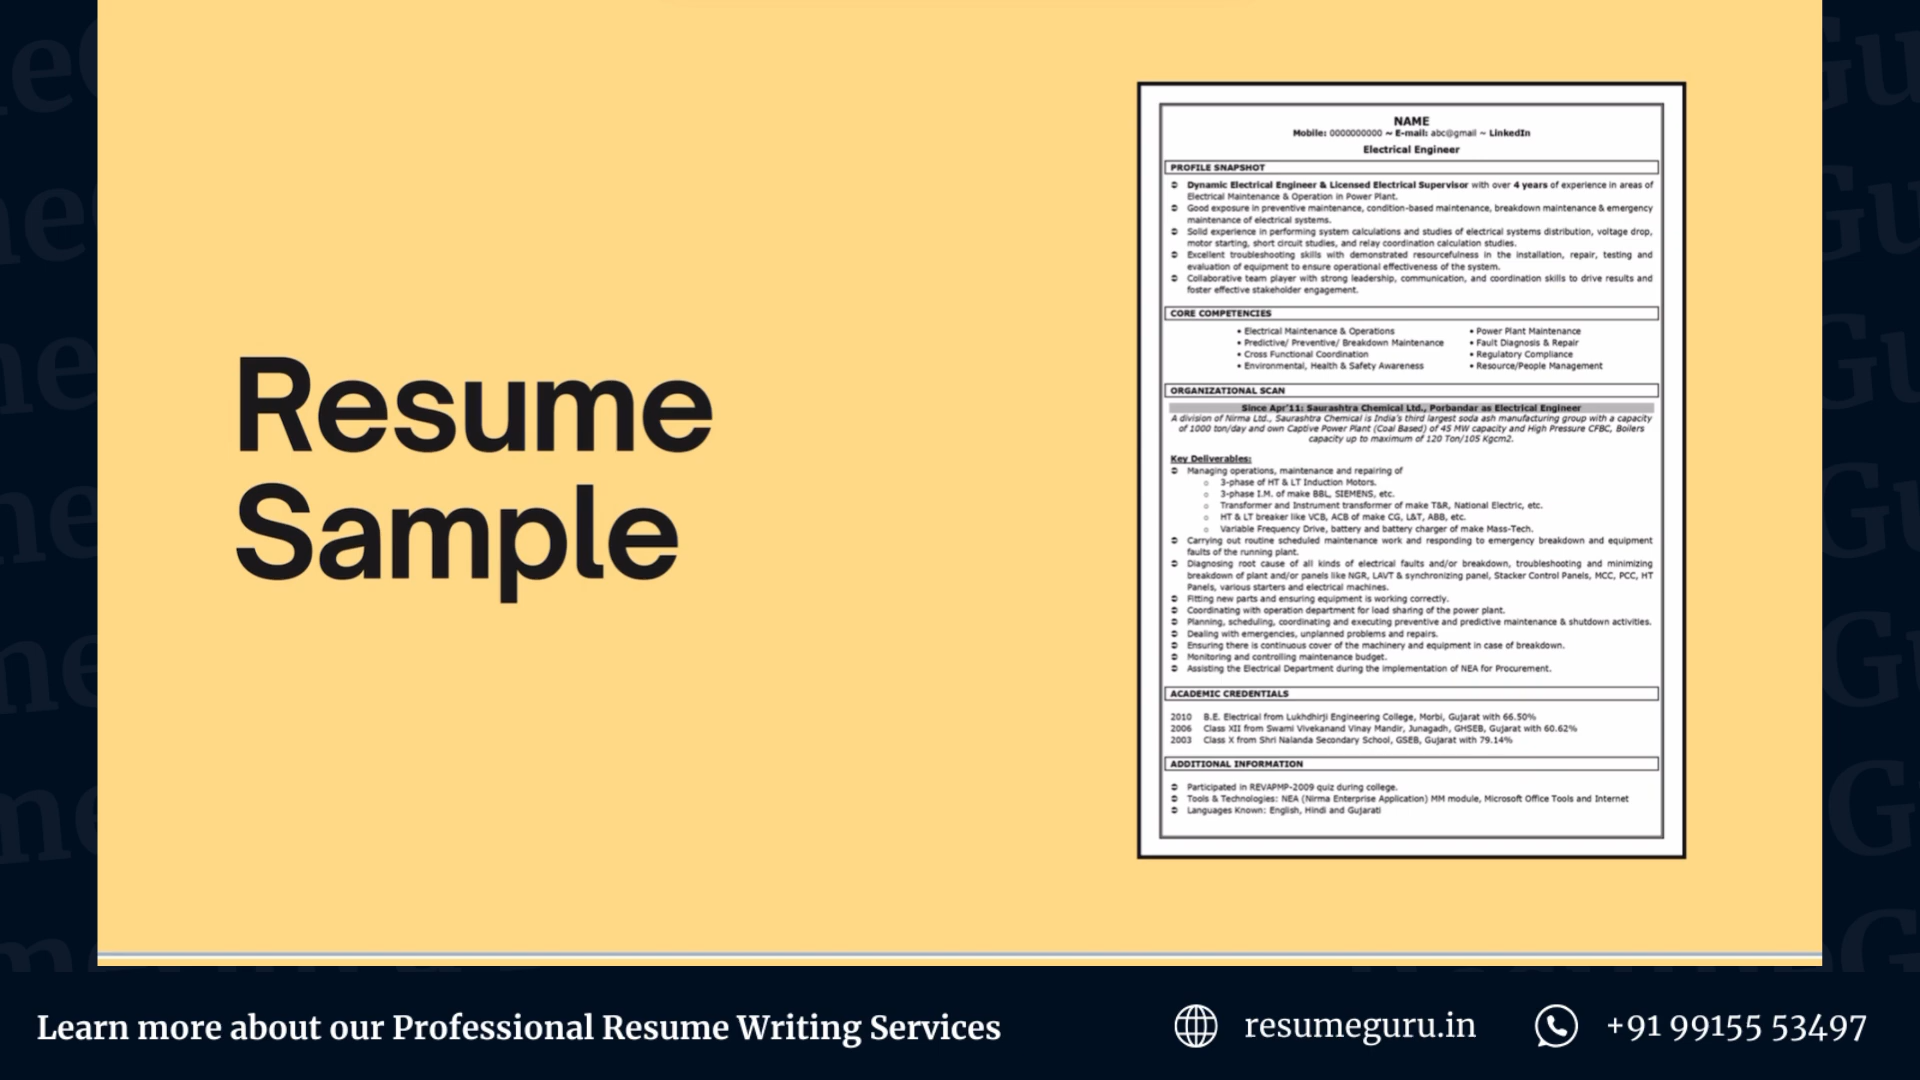 Resume
Sample
NAME
Mobile: 0000000000 ~ E-mail: abc@gmail ~ LinkedIn
Electrical Engineer
PROFILE SNAPSHOT
Dynamic Electrical Engineer & Licensed Electrical Supervisor with over 4 years of experience in areas of
Electrical Maintenance & Operation in Power Plant.
Good exposure in preventive maintenance, condition-based maintenance, breakdown maintenance & emergency
maintenance of electrical systems.
Solid experience in performing system calculations and studies of electrical systems distribution, voltage drop,
motor starting, short circuit studies, and relay coordination calculation studies.
Excellent troubleshooting skills with demonstrated resourcefulness in the installation, repair, testing and
evaluation of equipment to ensure operational effectiveness of the system.
Collaborative team player with strong leadership, communication, and coordination skills to drive results and
foster effective stakeholder engagement.
CORE COMPETENCIES
• Electrical Maintenance & Operations
• Predictive/ Preventive/ Breakdown Maintenance
• Cross Functional Coordination
• Environmental, Health & Safety Awareness
• Power Plant Maintenance
• Fault Diagnosis & Repair
• Regulatory Compliance
• Resource/People Management
ORGANIZATIONAL SCAN
Since Apr'11: Saurashtra Chemical Ltd., Porbandar as Electrical Engineer
A division of Nirma Ltd., Saurashtra Chemical is India's third largest soda ash manufacturing group with a capacity
of 1000 ton/day and own Captive Power Plant (Coal Based) of 45 MW capacity and High Pressure CFBC, Boilers
capacity up to maximum of 120 Ton/105 Kgcm2.
Key Deliverables:
Managing operations, maintenance and repairing of
o 3-phase of HT & LT Induction Motors.
o 3-phase I.M. of make BBL, SIEMENS, etc.
o Transformer and Instrument transformer of make T&R, National Electric, etc.
o HT & LT breaker like VCB, ACB of make CG, L&T, ABB, etc.
o Variable Frequency Drive, battery and battery charger of make Mass-Tech.
Carrying out routine scheduled maintenance work and responding to emergency breakdown and equipment
faults of the running plant.
Diagnosing root cause of all kinds of electrical faults and/or breakdown, troubleshooting and minimizing
breakdown of plant and/or panels like NGR, LAVT & synchronizing panel, Stacker Control Panels, MCC, PCC, HT
Panels, various starters and electrical machines.
Fitting new parts and ensuring equipment is working correctly.
Coordinating with operation department for load sharing of the power plant.
Planning, scheduling, coordinating and executing preventive and predictive maintenance & shutdown activities.
Dealing with emergencies, unplanned problems and repairs.
Ensuring there is continuous cover of the machinery and equipment in case of breakdown.
Monitoring and controlling maintenance budget.
Assisting the Electrical Department during the implementation of NEA for Procurement.
ACADEMIC CREDENTIALS
2010 B.E. Electrical from Lukhdhirji Engineering College, Morbi, Gujarat with 66.50%
2006 Class XII from Swami Vivekanand Vinay Mandir, Junagadh, GHSEB, Gujarat with 60.62%
2003 Class X from Shri Nalanda Secondary School, GSEB, Gujarat with 79.14%
ADDITIONAL INFORMATION
Participated in REVAPMP-2009 quiz during college.
Tools & Technologies: NEA (Nirma Enterprise Application) MM module, Microsoft Office Tools and Internet
Languages Known: English, Hindi and Gujarati
Learn more about our Professional Resume Writing Services
resumeguru.in
+91 99155 53497